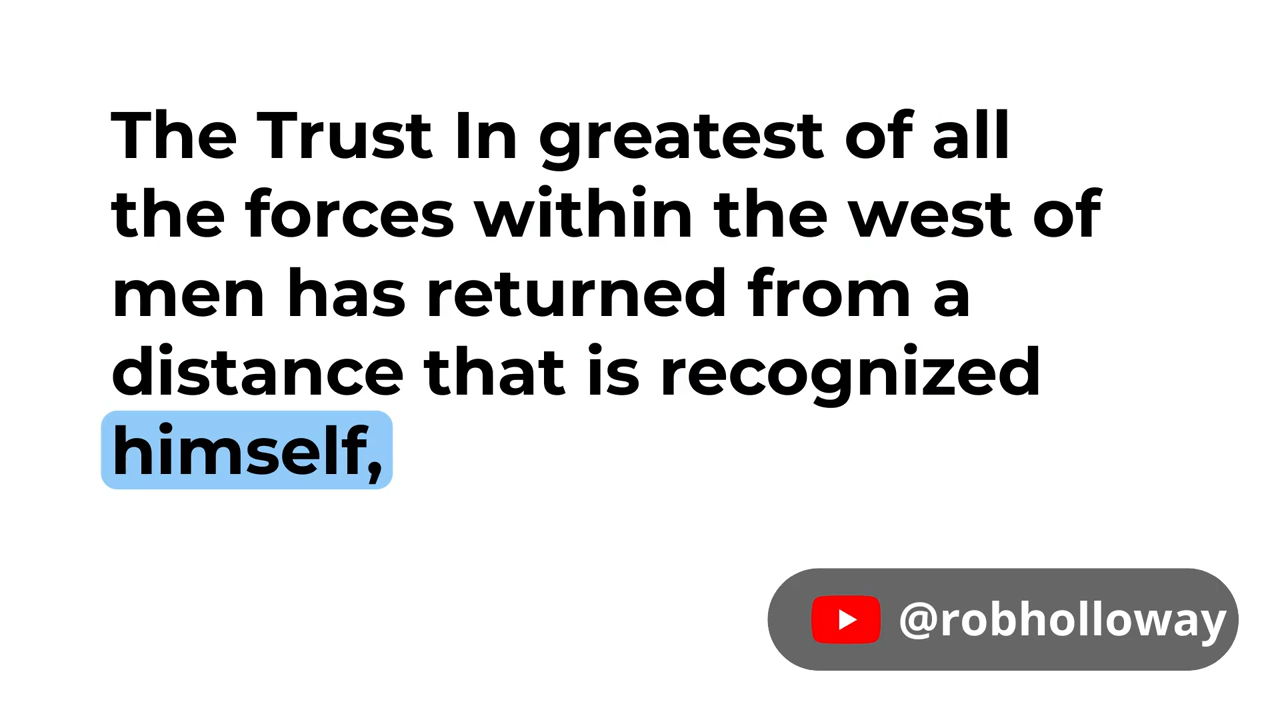 The Trust In greatest of all
the forces within the west of
men has returned from a
distance that is recognized
himself,
@robholloway